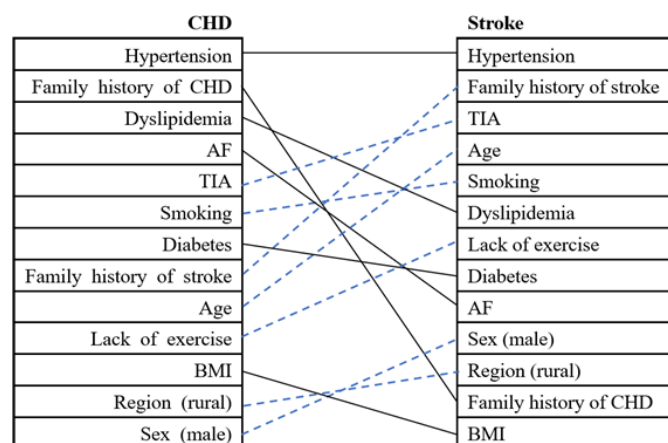 CHD Stroke
Hypertension Hypertension
Family history of CHD Family history of stroke
Dyslipidemia TIA
AF Age
TIA Smoking
Smoking Dyslipidemia
Diabetes Lack of exercise
Family history of stroke Diabetes
Age AF
Lack of exercise Sex (male)
BMI Region (rural)
Region (rural) Family history of CHD
Sex (male) BMI